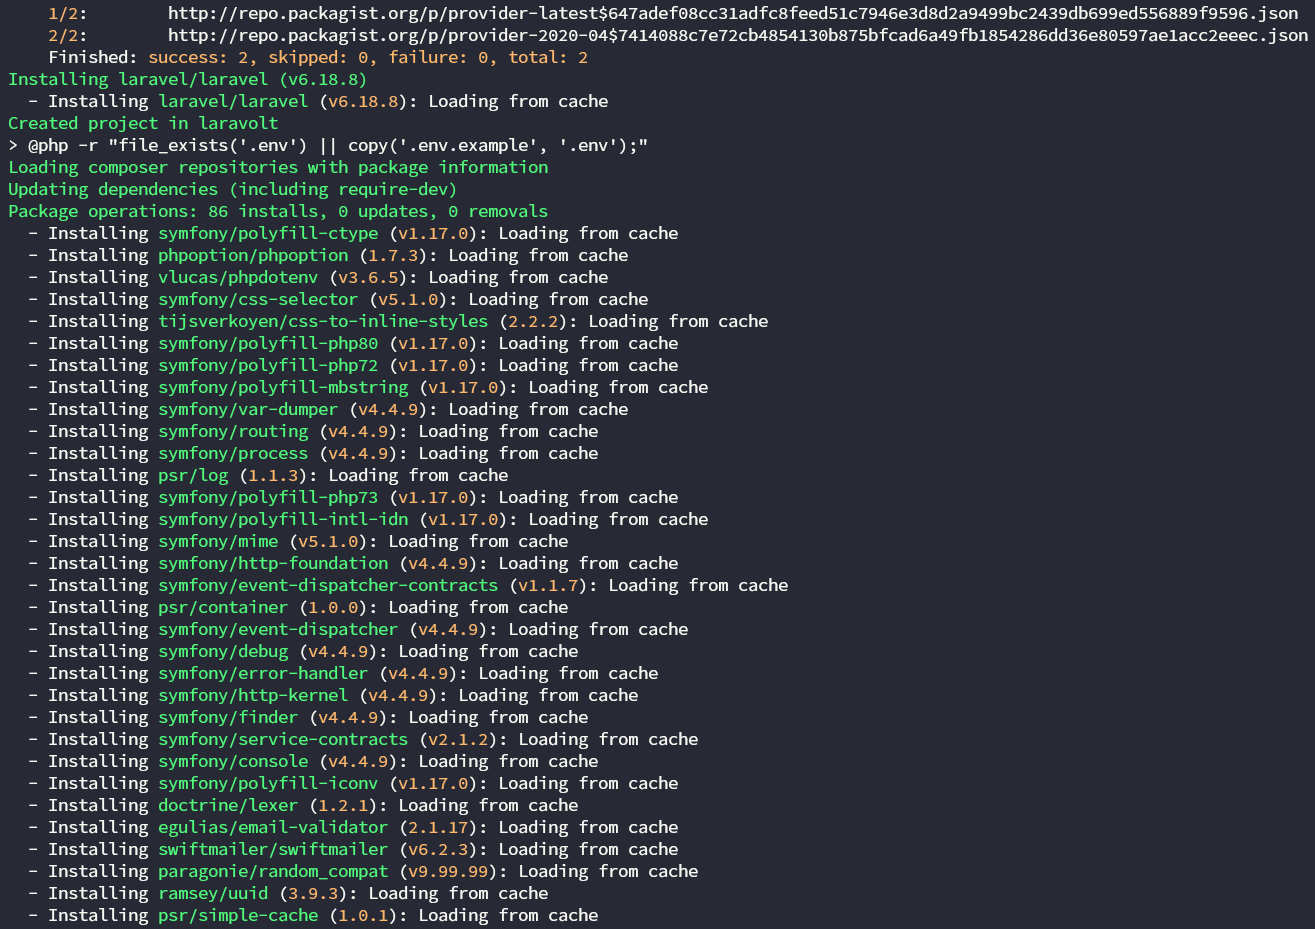 1/2: http://repo.packagist.org/p/provider-latest$647adef08cc31adfc8feed51c7946e3d8d2a9499bc2439db699ed556889f9596.json
2/2: http://repo.packagist.org/p/provider-2020-04$7414088c7e72cb4854130b875bfcad6a49fb1854286dd36e80597ae1acc2eeec.json
Finished: success: 2, skipped: 0, failure: 0, total: 2
Installing laravel/laravel (v6.18.8)
- Installing laravel/laravel (v6.18.8): Loading from cache
Created project in laravolt
> @php -r "file_exists('.env') || copy('.env.example', '.env');"
Loading composer repositories with package information
Updating dependencies (including require-dev)
Package operations: 86 installs, 0 updates, 0 removals
- Installing symfony/polyfill-ctype (v1.17.0): Loading from cache
- Installing phpoption/phpoption (1.7.3): Loading from cache
- Installing vlucas/phpdotenv (v3.6.5): Loading from cache
- Installing symfony/css-selector (v5.1.0): Loading from cache
- Installing tijsverkoyen/css-to-inline-styles (2.2.2): Loading from cache
- Installing symfony/polyfill-php80 (v1.17.0): Loading from cache
- Installing symfony/polyfill-php72 (v1.17.0): Loading from cache
- Installing symfony/polyfill-mbstring (v1.17.0): Loading from cache
- Installing symfony/var-dumper (v4.4.9): Loading from cache
- Installing symfony/routing (v4.4.9): Loading from cache
- Installing symfony/process (v4.4.9): Loading from cache
- Installing psr/log (1.1.3): Loading from cache
- Installing symfony/polyfill-php73 (v1.17.0): Loading from cache
- Installing symfony/polyfill-intl-idn (v1.17.0): Loading from cache
- Installing symfony/mime (v5.1.0): Loading from cache
- Installing symfony/http-foundation (v4.4.9): Loading from cache
- Installing symfony/event-dispatcher-contracts (v1.1.7): Loading from cache
- Installing psr/container (1.0.0): Loading from cache
- Installing symfony/event-dispatcher (v4.4.9): Loading from cache
- Installing symfony/debug (v4.4.9): Loading from cache
- Installing symfony/error-handler (v4.4.9): Loading from cache
- Installing symfony/http-kernel (v4.4.9): Loading from cache
- Installing symfony/finder (v4.4.9): Loading from cache
- Installing symfony/service-contracts (v2.1.2): Loading from cache
- Installing symfony/console (v4.4.9): Loading from cache
- Installing symfony/polyfill-iconv (v1.17.0): Loading from cache
- Installing doctrine/lexer (1.2.1): Loading from cache
- Installing egulias/email-validator (2.1.17): Loading from cache
- Installing swiftmailer/swiftmailer (v6.2.3): Loading from cache
- Installing paragonie/random_compat (v9.99.99): Loading from cache
- Installing ramsey/uuid (3.9.3): Loading from cache
- Installing psr/simple-cache (1.0.1): Loading from cache